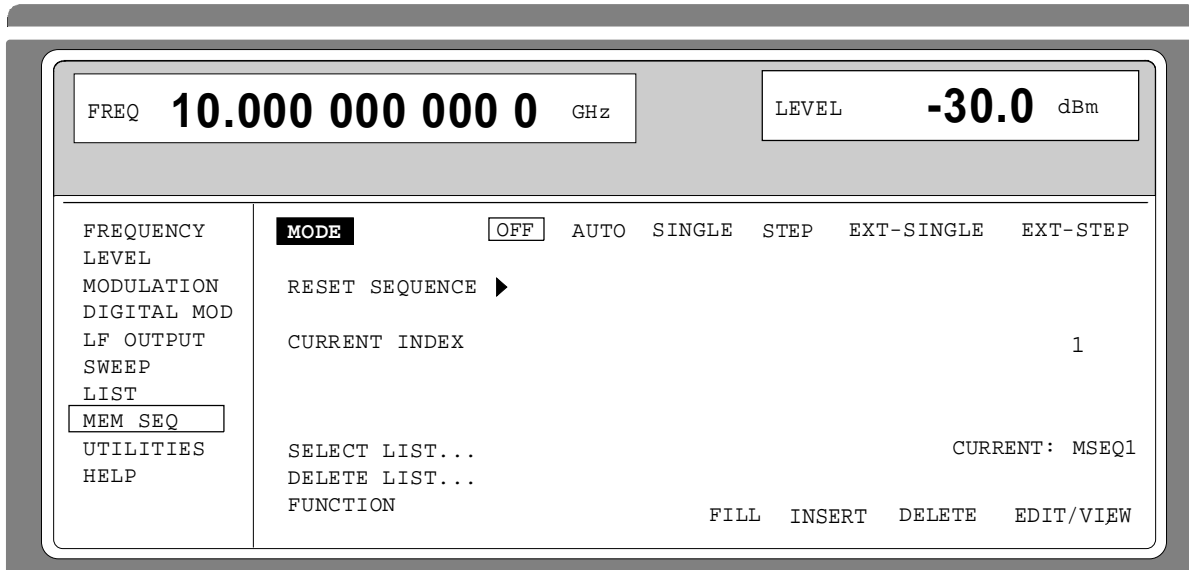 FREQ 10.000 000 000 0 GHz LEVEL -30.0 dBm
FREQUENCY
LEVEL
MODULATION
DIGITAL MOD
LF OUTPUT
SWEEP
LIST
MEM SEQ
UTILITIES
HELP
MODE OFF AUTO SINGLE STEP EXT-SINGLE EXT-STEP
RESET SEQUENCE
CURRENT INDEX 1
SELECT LIST... CURRENT: MSEQ1
DELETE LIST...
FUNCTION FILL INSERT DELETE EDIT/VIEW